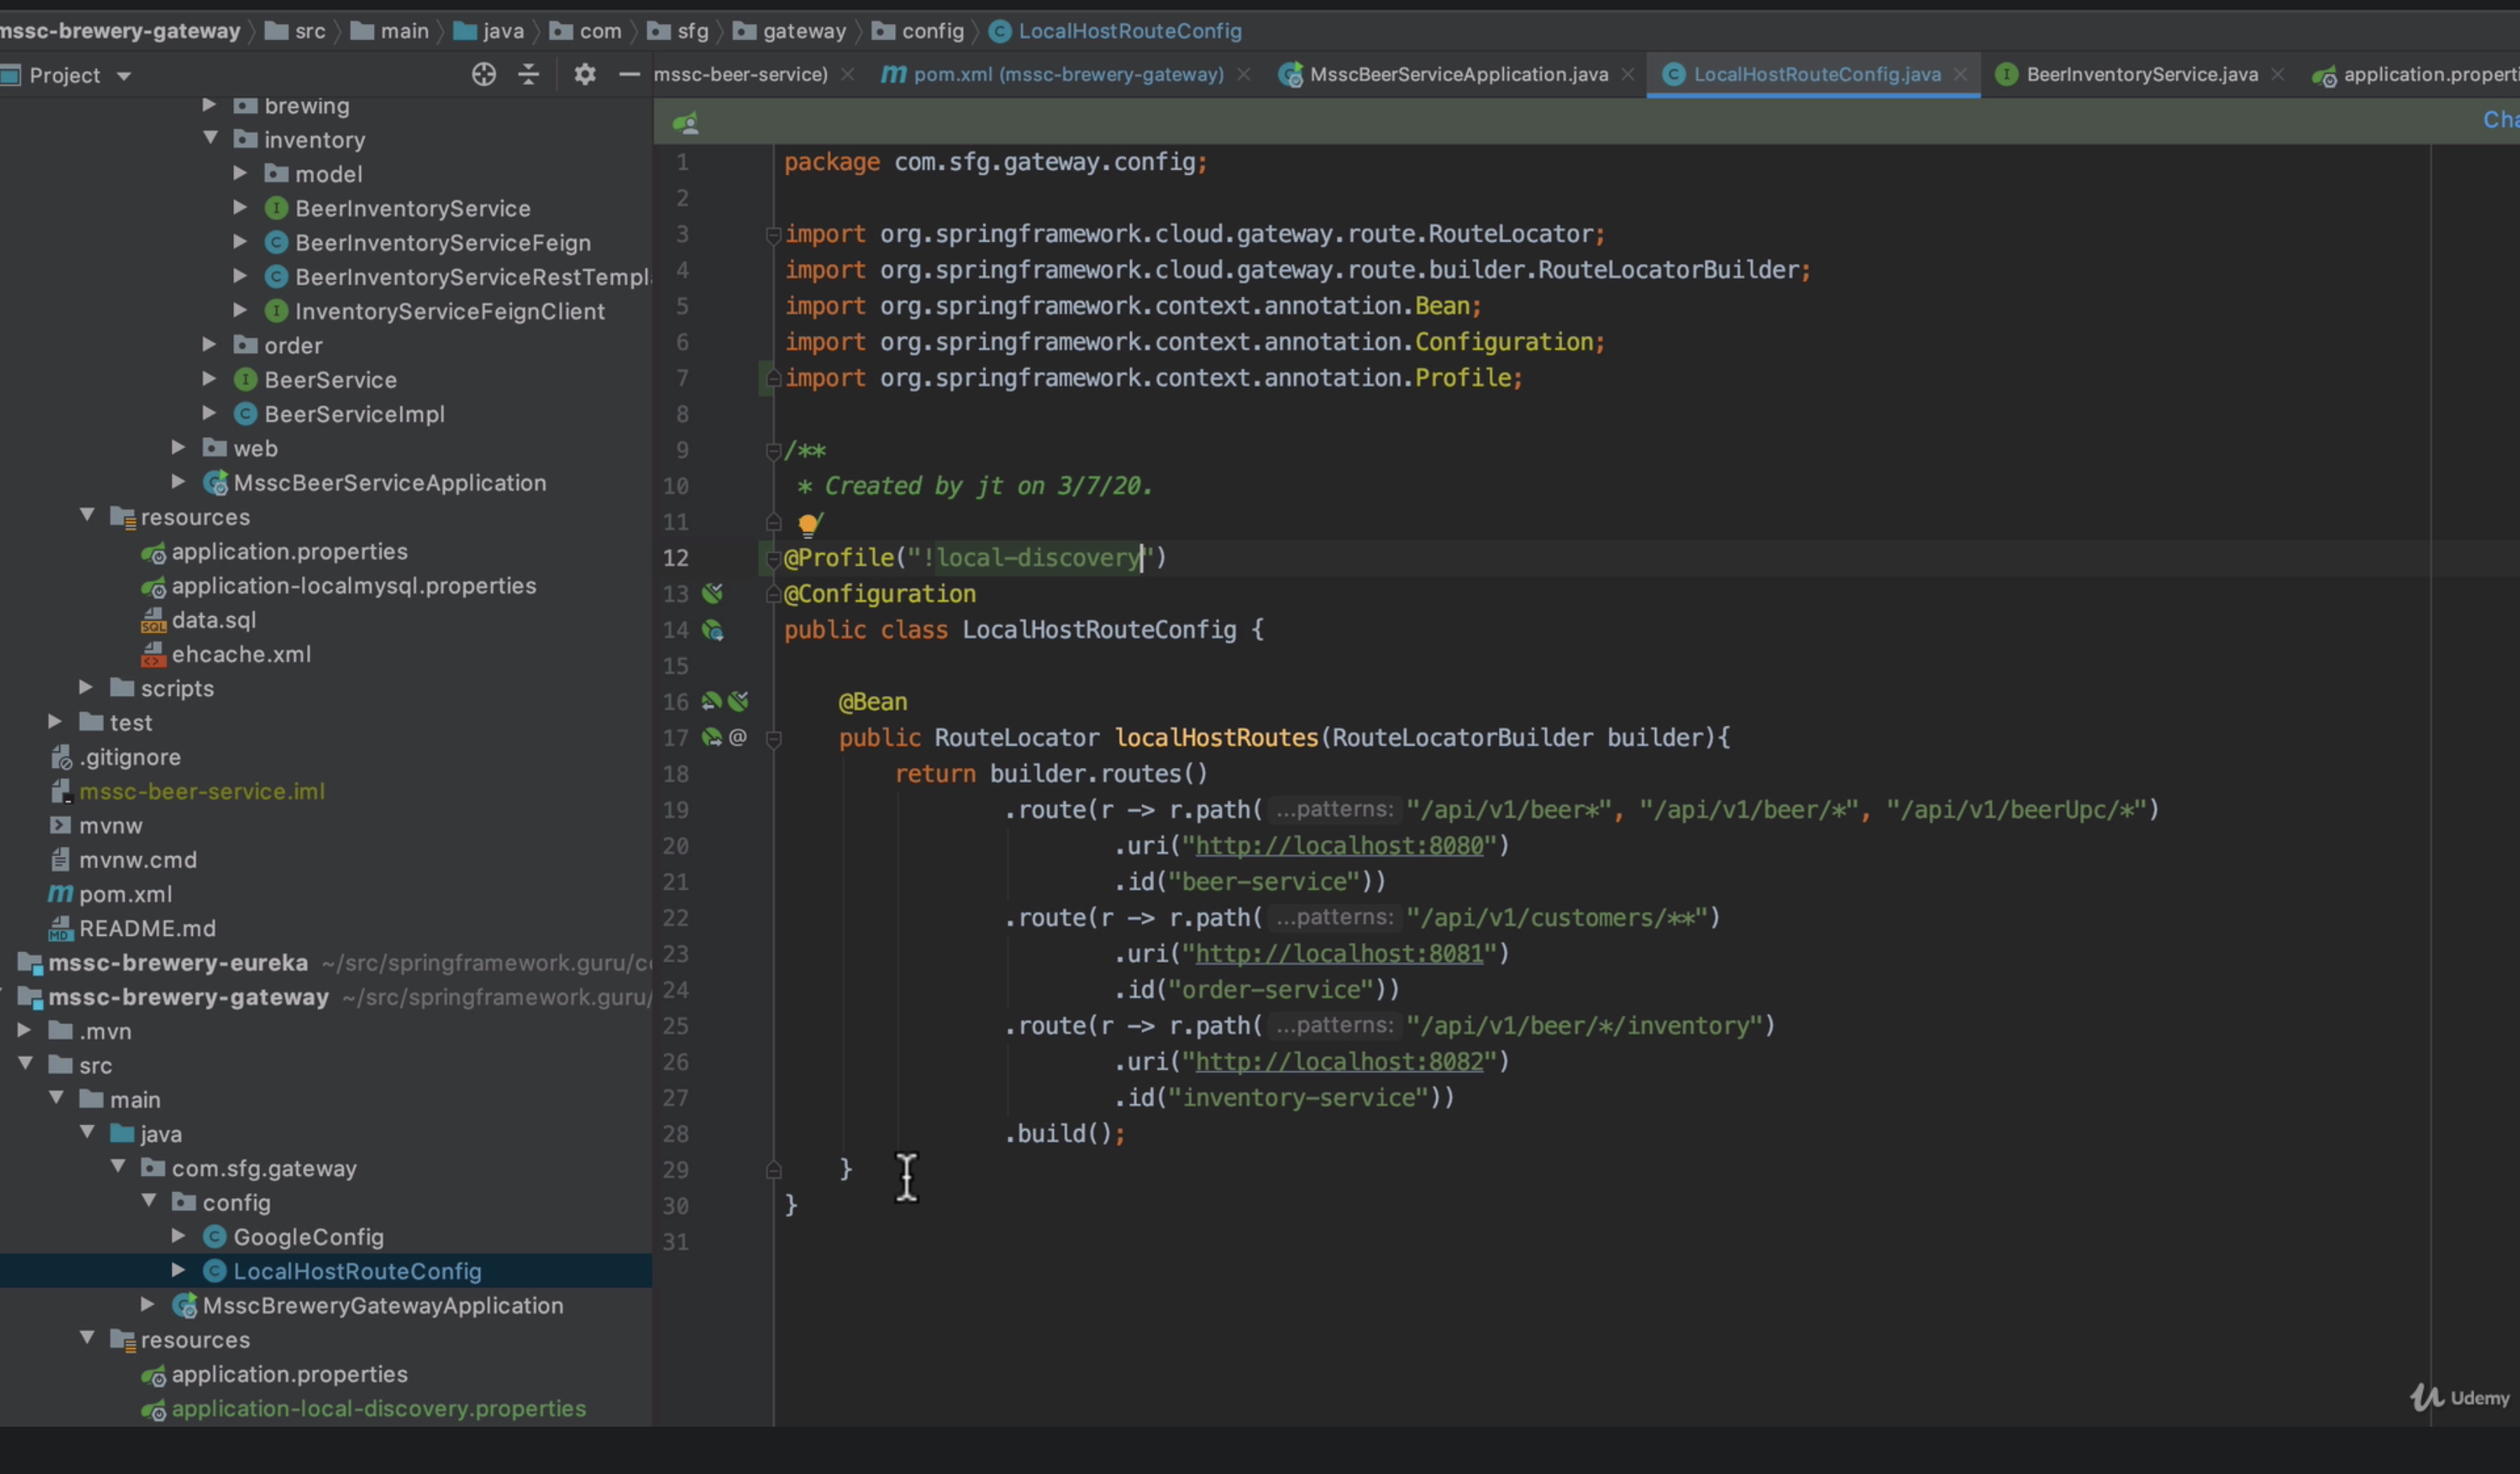 mssc-brewery-gateway src main java com sfg gateway config LocalHostRouteConfig
Project
mssc-beer-service) pom.xml (mssc-brewery-gateway) MsscBeerServiceApplication.java LocalHostRouteConfig.java BeerInventoryService.java application.properti
Cha
brewing
inventory
model
BeerInventoryService
BeerInventoryServiceFeign
BeerInventoryServiceRestTempl
InventoryServiceFeignClient
order
BeerService
BeerServiceImpl
web
MsscBeerServiceApplication
resources
application.properties
application-localmysql.properties
data.sql
ehcache.xml
scripts
test
.gitignore
mssc-beer-service.iml
mvnw
mvnw.cmd
pom.xml
README.md
mssc-brewery-eureka ~/src/springframework.guru/c
mssc-brewery-gateway ~/src/springframework.guru/
.mvn
src
main
java
com.sfg.gateway
config
GoogleConfig
LocalHostRouteConfig
MsscBreweryGatewayApplication
resources
application.properties
application-local-discovery.properties
1 package com.sfg.gateway.config;
2
3 import org.springframework.cloud.gateway.route.RouteLocator;
4 import org.springframework.cloud.gateway.route.builder.RouteLocatorBuilder;
5 import org.springframework.context.annotation.Bean;
6 import org.springframework.context.annotation.Configuration;
7 import org.springframework.context.annotation.Profile;
8
9 /**
10 * Created by jt on 3/7/20.
11 /
12 @Profile("!local-discovery")
13 @Configuration
14 public class LocalHostRouteConfig {
15
16 @Bean
17 @ public RouteLocator localHostRoutes(RouteLocatorBuilder builder){
18 return builder.routes()
19 .route(r -> r.path( ...patterns: "/api/v1/beer*", "/api/v1/beer/*", "/api/v1/beerUpc/*")
20 .uri("http://localhost:8080")
21 .id("beer-service"))
22 .route(r -> r.path( ...patterns: "/api/v1/customers/**")
23 .uri("http://localhost:8081")
24 .id("order-service"))
25 .route(r -> r.path( ...patterns: "/api/v1/beer/*/inventory")
26 .uri("http://localhost:8082")
27 .id("inventory-service"))
28 .build();
29 }
30 }
31
Udemy